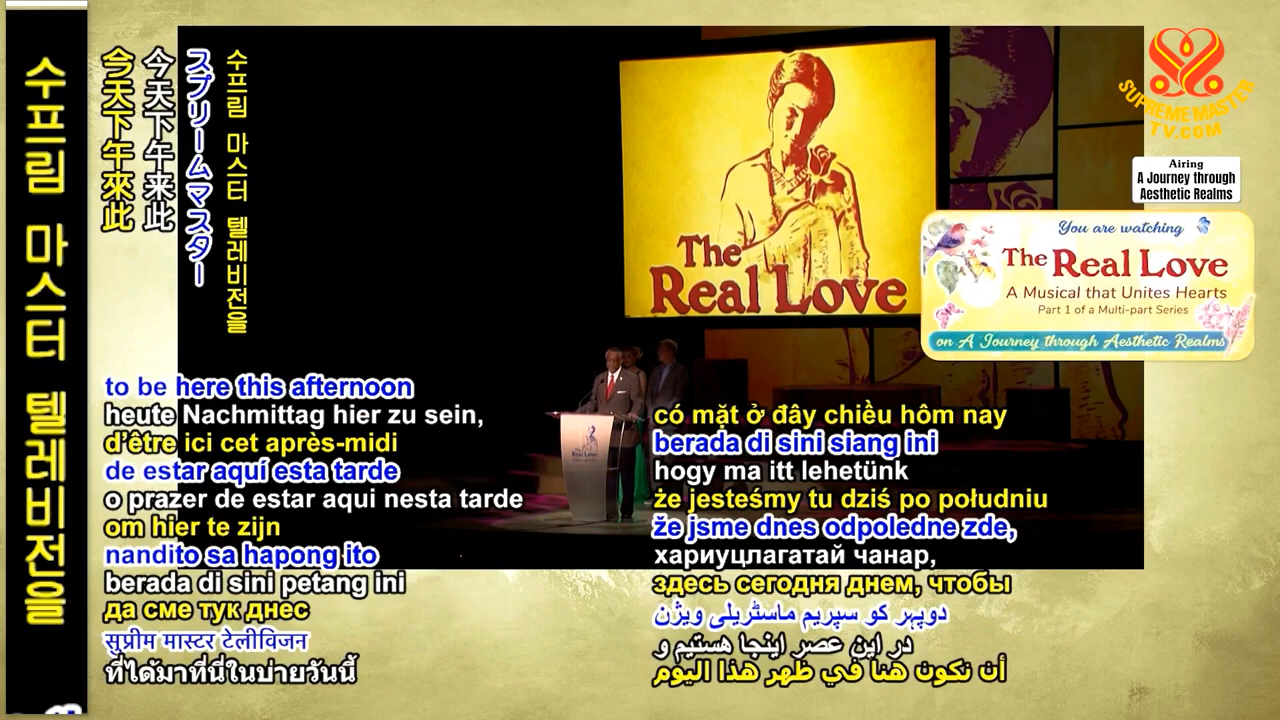 수프림 마스터 텔레비전을
今天下午來此
今天下午来此
スプリームマスター
수프림 마스터 텔레비전을
The
Real Love
SUPREME MASTER
TV.COM
Airing
A Journey through
Aesthetic Realms
You are watching
The Real Love
A Musical that Unites Hearts
Part 1 of a Multi-part Series
on A Journey through Aesthetic Realms
The
Real Love
to be here this afternoon
heute Nachmittag hier zu sein,
d'être ici cet après-midi
de estar aquí esta tarde
o prazer de estar aqui nesta tarde
om hier te zijn
nandito sa hapong ito
berada di sini petang ini
да сме тук днес
सुप्रीम मास्टर टेलीविजन
ที่ได้มาที่นี่ในบ่ายวันนี้
có mặt ở đây chiều hôm nay
berada di sini siang ini
hogy ma itt lehetünk
że jesteśmy tu dziś po południu
že jsme dnes odpoledne zde,
хариуцлагатай чанар,
здесь сегодня днем, чтобы
دوپہر کو سپریم ماسٹریلی ویژن
در این عصر اینجا هستیم و
أن نكون هنا في ظهر هذا اليوم